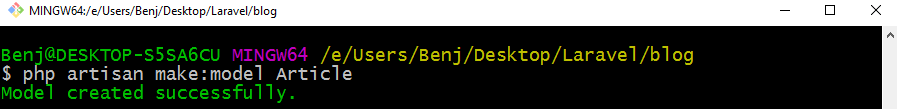 MINGW64:/e/Users/Benj/Desktop/Laravel/blog
Benj@DESKTOP-S5SA6CU MINGW64 /e/Users/Benj/Desktop/Laravel/blog
$ php artisan make:model Article
Model created successfully.